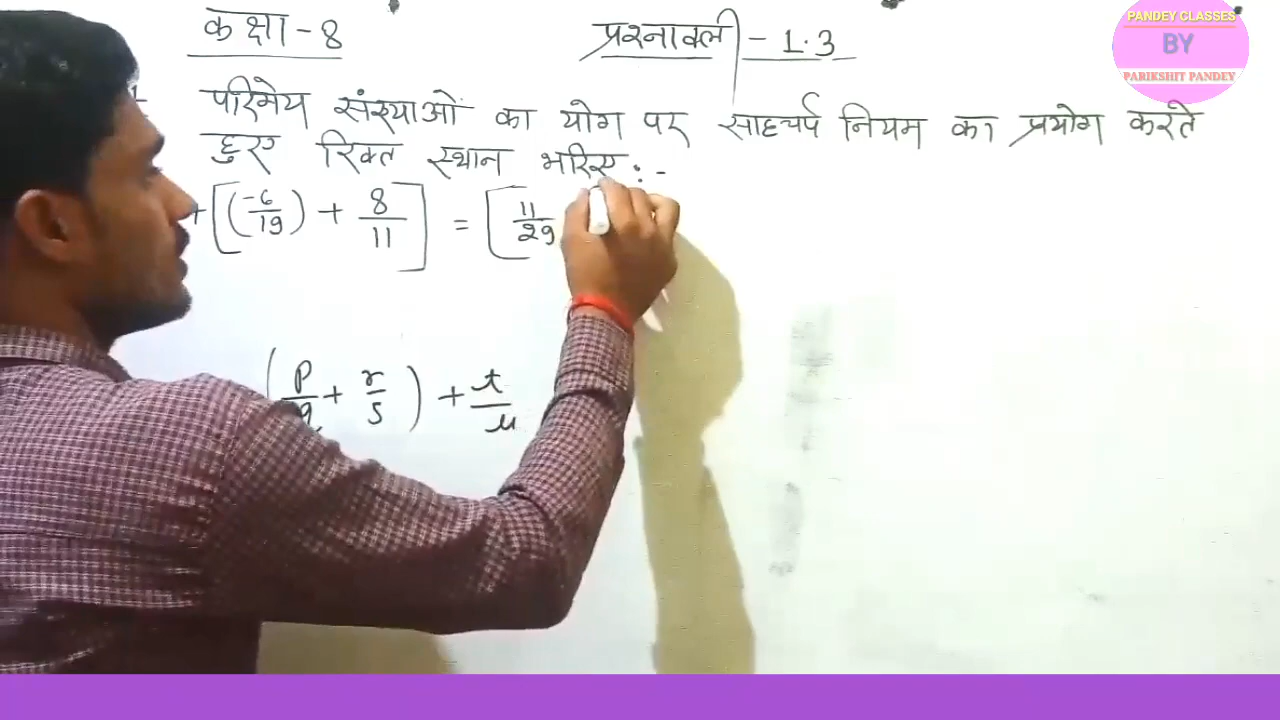 कक्षा - 8
प्रश्नावली - 1.3
PANDEY CLASSES
BY
PARIKSHIT PANDEY
परिमेय संख्याओं का योग पर साहचर्य नियम का प्रयोग करते
हुए रिक्त स्थान भरिए :-
+ [(-6/19) + 8/11] = [11/29
(p/q + r/s) + t/u